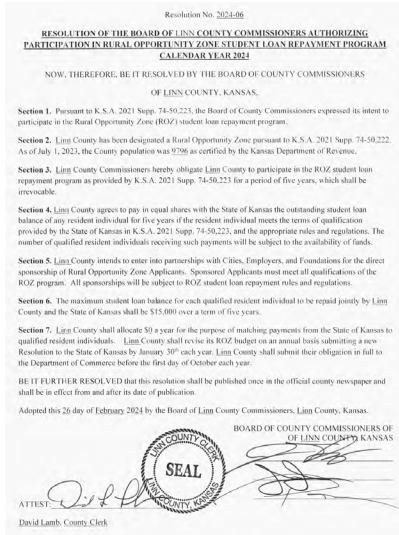 Resolution No. 2024-06
RESOLUTION OF THE BOARD OF LINN COUNTY COMMISSIONERS AUTHORIZING
PARTICIPATION IN RURAL OPPORTUNITY ZONE STUDENT LOAN REPAYMENT PROGRAM
CALENDAR YEAR 2024
NOW, THEREFORE, BE IT RESOLVED BY THE BOARD OF COUNTY COMMISSIONERS
OF LINN COUNTY, KANSAS,
Section 1. Pursuant to K.S.A. 2021 Supp. 74-50,223, the Board of County Commissioners expressed its intent to
participate in the Rural Opportunity Zone (ROZ) student loan repayment program.
Section 2. Linn County has been designated a Rural Opportunity Zone pursuant to K.S.A. 2021 Supp. 74-50,222.
As of July 1, 2023, the County population was 9796 as certified by the Kansas Department of Revenue.
Section 3. Linn County Commissioners hereby obligate Linn County to participate in the ROZ student loan
repayment program as provided by K.S.A. 2021 Supp. 74-50,223 for a period of five years, which shall be
irrevocable.
Section 4. Linn County agrees to pay in equal shares with the State of Kansas the outstanding student loan
balance of any resident individual for five years if the resident individual meets the terms of qualification
provided by the State of Kansas in K.S.A. 2021 Supp. 74-50,223, and the appropriate rules and regulations. The
number of qualified resident individuals receiving such payments will be subject to the availability of funds.
Section 5. Linn County intends to enter into partnerships with Cities, Employers, and Foundations for the direct
sponsorship of Rural Opportunity Zone Applicants. Sponsored Applicants must meet all qualifications of the
ROZ program. All sponsorships will be subject to ROZ student loan repayment rules and regulations.
Section 6. The maximum student loan balance for each qualified resident individual to be repaid jointly by Linn
County and the State of Kansas shall be $15,000 over a term of five years.
Section 7. Linn County shall allocate $0 a year for the purpose of matching payments from the State of Kansas to
qualified resident individuals. Linn County shall revise its ROZ budget on an annual basis submitting a new
Resolution to the State of Kansas by January 30th each year. Linn County shall submit their obligation in full to
the Department of Commerce before the first day of October each year.
BE IT FURTHER RESOLVED that this resolution shall be published once in the official county newspaper and
shall be in effect from and after its date of publication.
Adopted this 26 day of February 2024 by the Board of Linn County Commissioners, Linn County, Kansas.
BOARD OF COUNTY COMMISSIONERS OF
OF LINN COUNTY, KANSAS
LINN COUNTY CLERK
SEAL
LINN COUNTY, KANSAS
ATTEST:
David Lamb, County Clerk